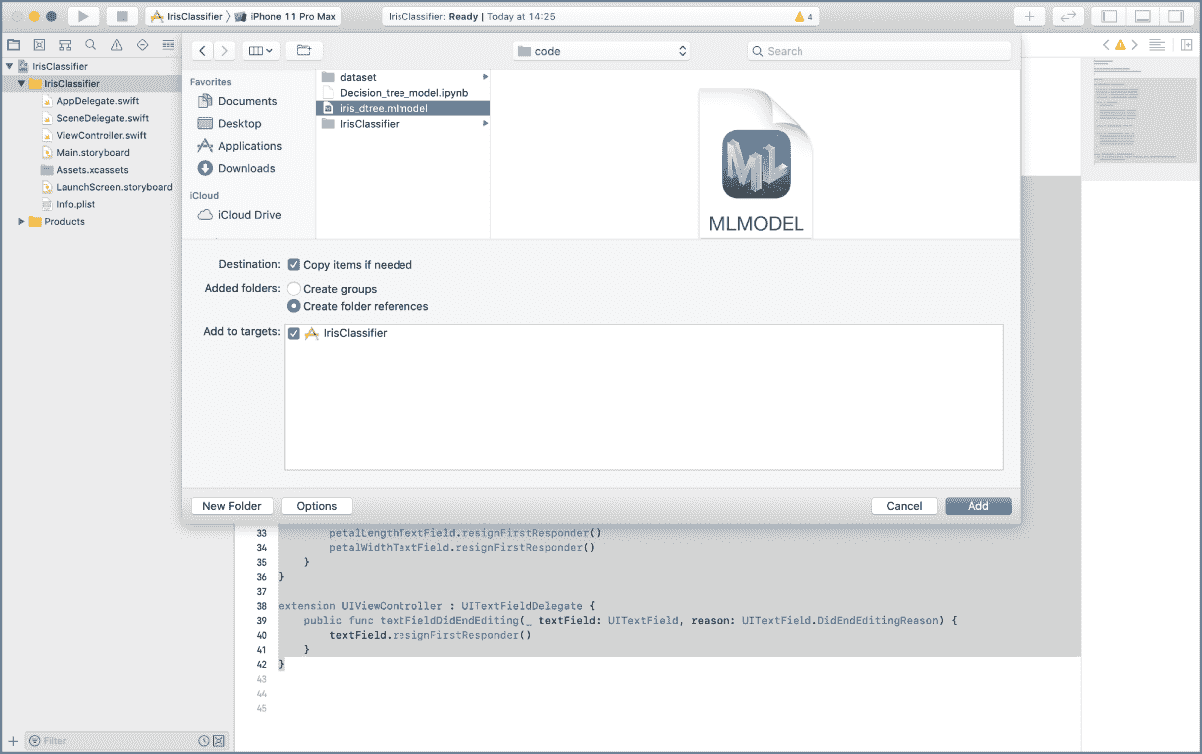 IrisClassifier 〉 iPhone 11 Pro Max
IrisClassifier: Ready | Today at 14:25
4
IrisClassifier
IrisClassifier
AppDelegate.swift
SceneDelegate.swift
ViewController.swift
Main.storyboard
Assets.xcassets
LaunchScreen.storyboard
Info.plist
Products
Filter
code
Search
Favorites
Documents
Desktop
Applications
Downloads
iCloud
iCloud Drive
dataset
Decision_tree_model.ipynb
iris_dtree.mlmodel
IrisClassifier
ML
MLMODEL
Destination: Copy items if needed
Added folders: Create groups
Create folder references
Add to targets: IrisClassifier
New Folder Options Cancel Add
33 petalLengthTextField.resignFirstResponder()
34 petalWidthTextField.resignFirstResponder()
35 }
36 }
37
38 extension UIViewController : UITextFieldDelegate {
39 public func textFieldDidEndEditing(_ textField: UITextField, reason: UITextField.DidEndEditingReason) {
40 textField.resignFirstResponder()
41 }
42 }
43
44
45